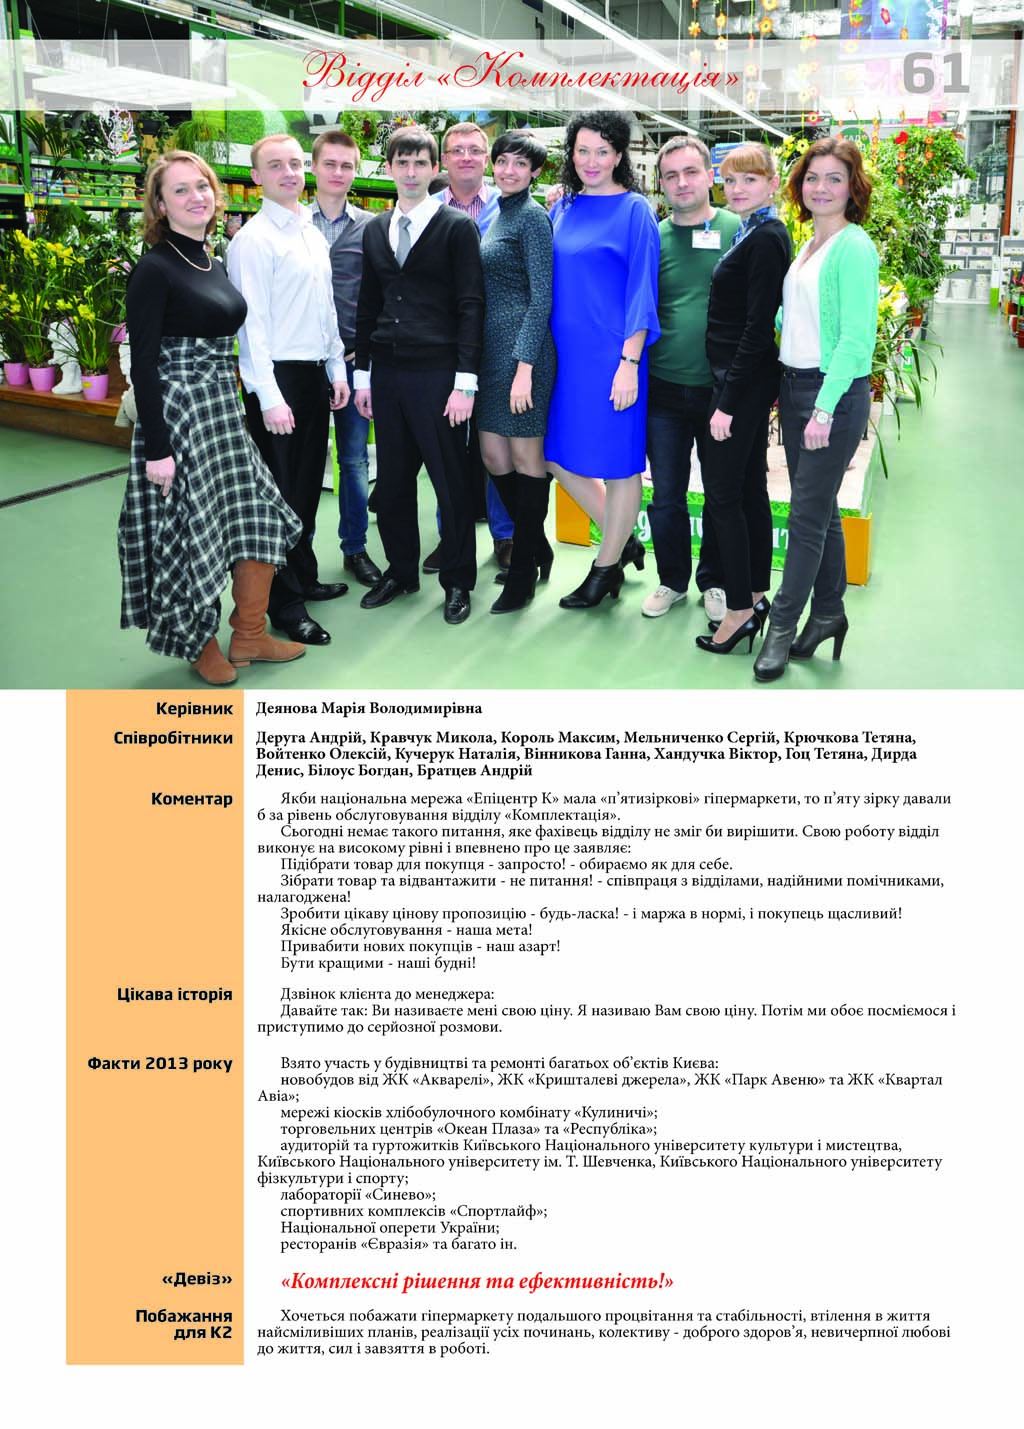 Відділ «Комплектація»
61
Керівник
Деянова Марія Володимирівна
Співробітники
Деруга Андрій, Кравчук Микола, Король Максим, Мельниченко Сергій, Крючкова Тетяна,
Войтенко Олексій, Кучерук Наталія, Вінникова Ганна, Хандучка Віктор, Гоц Тетяна, Дирда
Денис, Білоус Богдан, Братцев Андрій
Коментар
Якби національна мережа «Епіцентр К» мала «п’ятизіркові» гіпермаркети, то п’яту зірку давали
б за рівень обслуговування відділу «Комплектація».
Сьогодні немає такого питання, яке фахівець відділу не зміг би вирішити. Свою роботу відділ
виконує на високому рівні і впевнено про це заявляє:
Підібрати товар для покупця - запросто! - обираємо як для себе.
Зібрати товар та відвантажити - не питання! - співпраця з відділами, надійними помічниками,
налагоджена!
Зробити цікаву цінову пропозицію - будь-ласка! - і маржа в нормі, і покупець щасливий!
Якісне обслуговування - наша мета!
Привабити нових покупців - наш азарт!
Бути кращими - наші будні!
Цікава історія
Дзвінок клієнта до менеджера:
Давайте так: Ви називаєте мені свою ціну. Я називаю Вам свою ціну. Потім ми обоє посміємося і
приступимо до серйозної розмови.
Факти 2013 року
Взято участь у будівництві та ремонті багатьох об’єктів Києва:
новобудов від ЖК «Акварелі», ЖК «Кришталеві джерела», ЖК «Парк Авеню» та ЖК «Квартал
Авіа»;
мережі кіосків хлібобулочного комбінату «Кулиничі»;
торговельних центрів «Океан Плаза» та «Республіка»;
аудиторій та гуртожитків Київського Національного університету культури і мистецтва,
Київського Національного університету ім. Т. Шевченка, Київського Національного університету
фізкультури і спорту;
лабораторії «Синево»;
спортивних комплексів «Спортлайф»;
Національної оперети України;
ресторанів «Євразія» та багато ін.
«Девіз»
«Комплексні рішення та ефективність!»
Побажання
для К2
Хочеться побажати гіпермаркету подальшого процвітання та стабільності, втілення в життя
найсміливіших планів, реалізації усіх починань, колективу - доброго здоров’я, невичерпної любові
до життя, сил і завзяття в роботі.